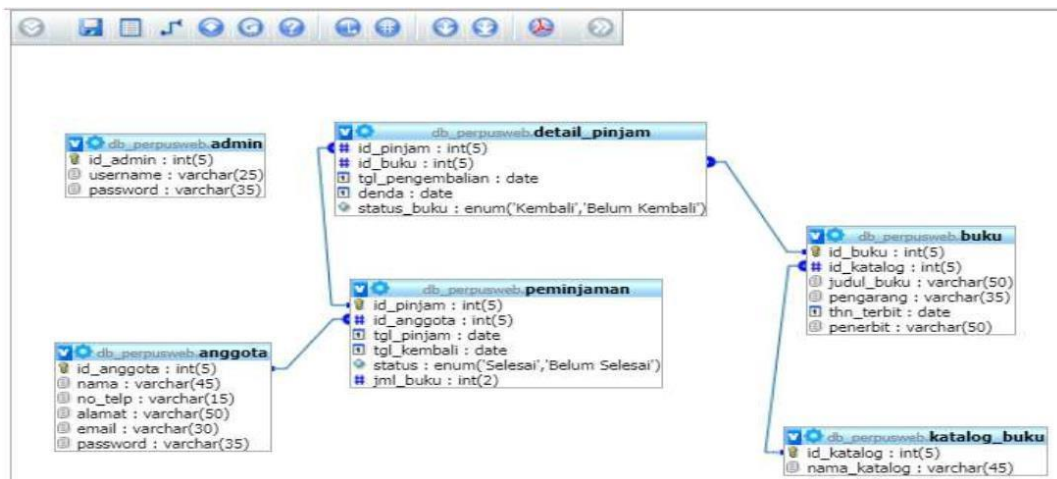 db_perpusweb.admin
id_admin : int(5)
username : varchar(25)
password : varchar(35)
db_perpusweb.detail_pinjam
id_pinjam : int(5)
id_buku : int(5)
tgl_pengembalian : date
denda : date
status_buku : enum('Kembali','Belum Kembali')
db_perpusweb.buku
id_buku : int(5)
id_katalog : int(5)
judul_buku : varchar(50)
pengarang : varchar(35)
thn_terbit : date
penerbit : varchar(50)
db_perpusweb.peminjaman
id_pinjam : int(5)
id_anggota : int(5)
tgl_pinjam : date
tgl_kembali : date
status : enum('Selesai','Belum Selesai')
jml_buku : int(2)
db_perpusweb.anggota
id_anggota : int(5)
nama : varchar(45)
no_telp : varchar(15)
alamat : varchar(50)
email : varchar(30)
password : varchar(35)
db_perpusweb.katalog_buku
id_katalog : int(5)
nama_katalog : varchar(45)